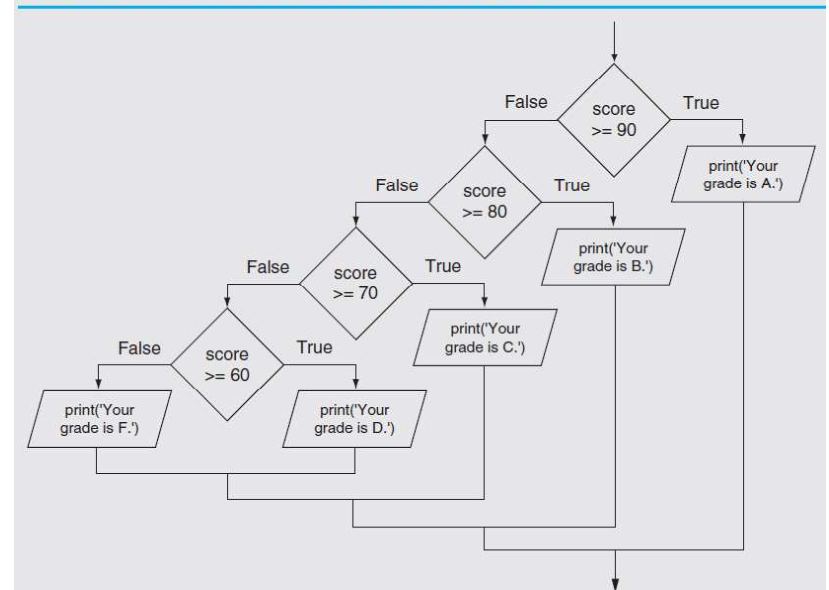 False
score
>= 90
True
print('Your
grade is A.')
False
score
>= 80
True
print('Your
grade is B.')
False
score
>= 70
True
print('Your
grade is C.')
False
score
>= 60
True
print('Your
grade is F.')
print('Your
grade is D.')